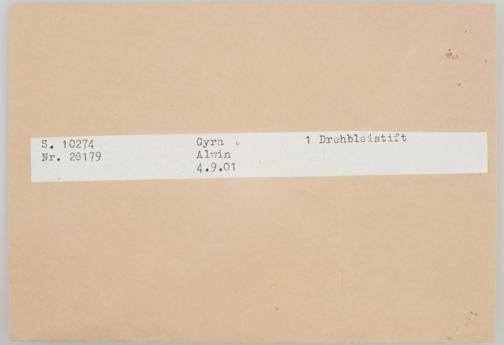 S. 10274 Gyra 1 Drehbleistift
Nr. 28179 Alwin
4.9.01